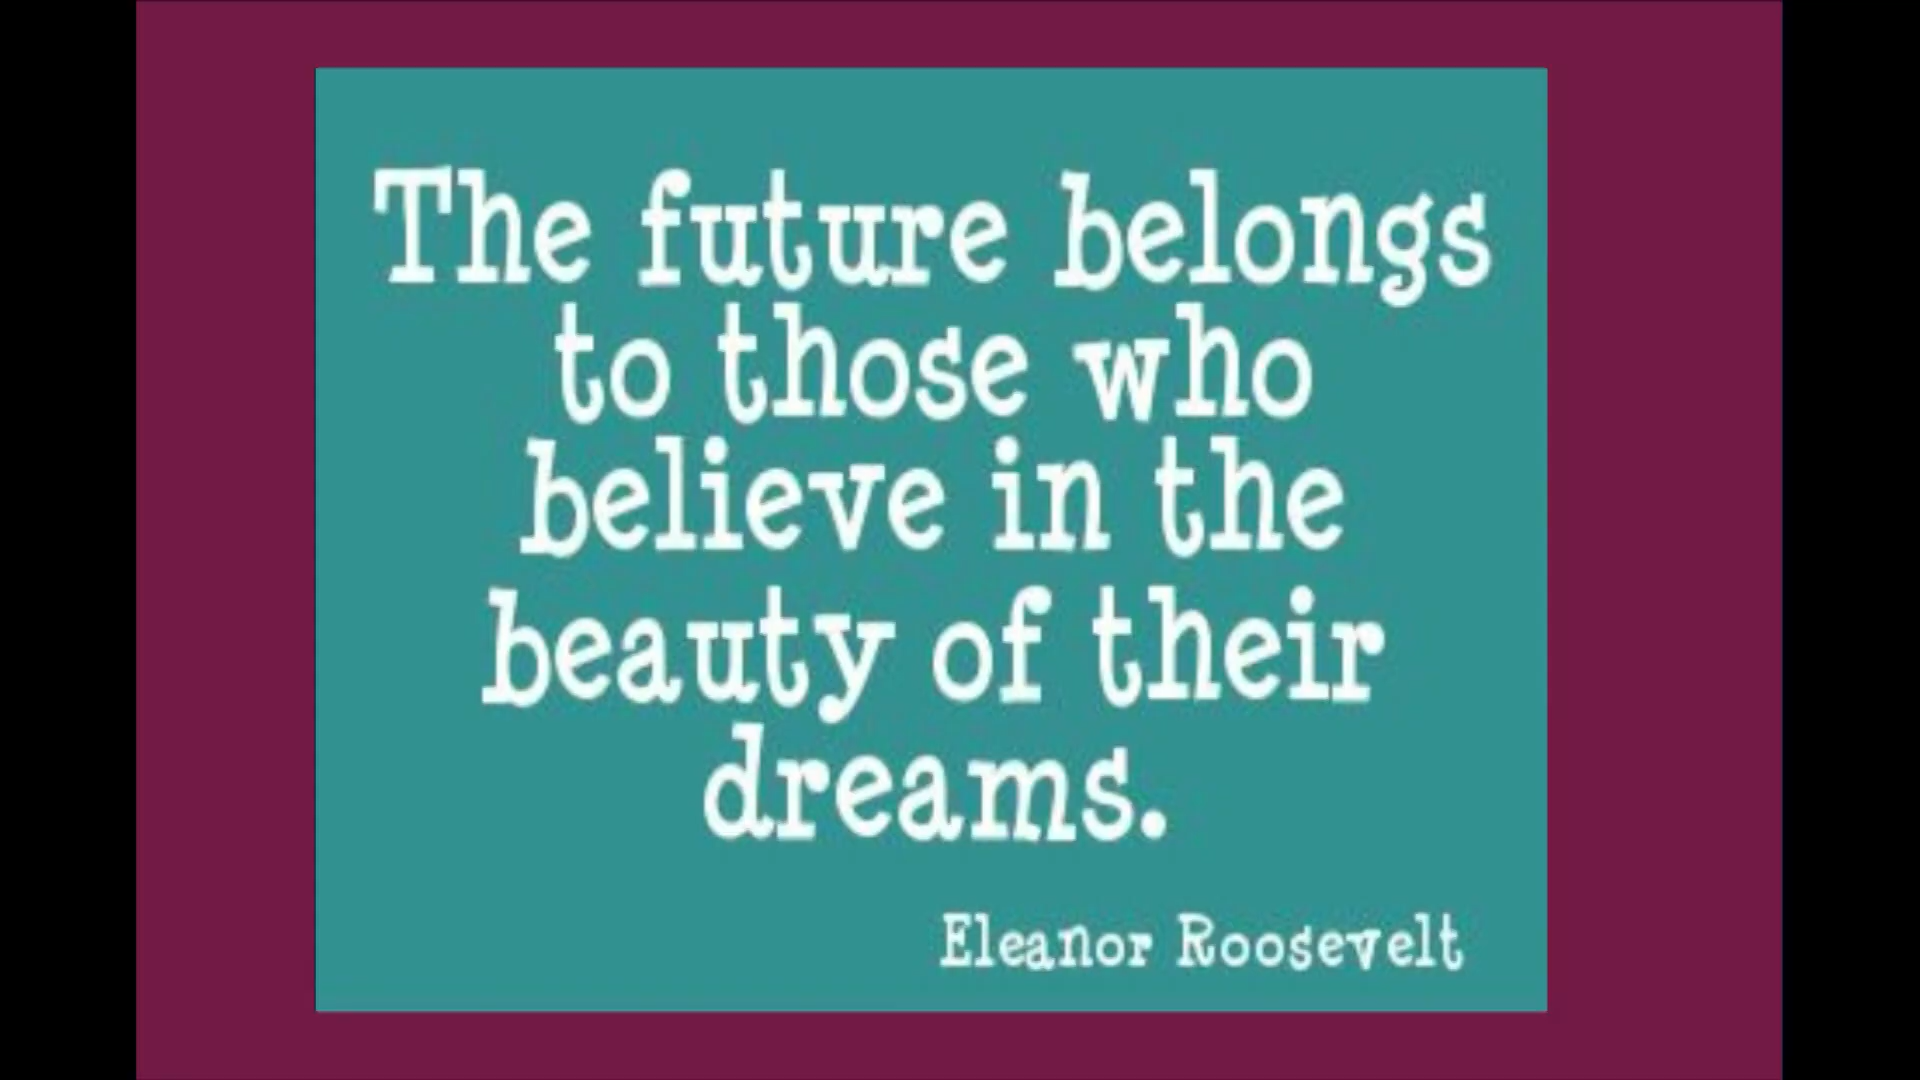 The future belongs
to those who
believe in the
beauty of their
dreams.
Eleanor Roosevelt